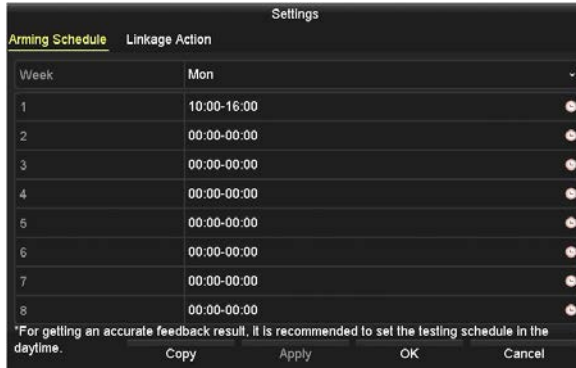 Settings
Arming Schedule Linkage Action
Week Mon
1 10:00-16:00
2 00:00-00:00
3 00:00-00:00
4 00:00-00:00
5 00:00-00:00
6 00:00-00:00
7 00:00-00:00
8 00:00-00:00
*For getting an accurate feedback result, it is recommended to set the testing schedule in the
daytime.
Copy Apply OK Cancel